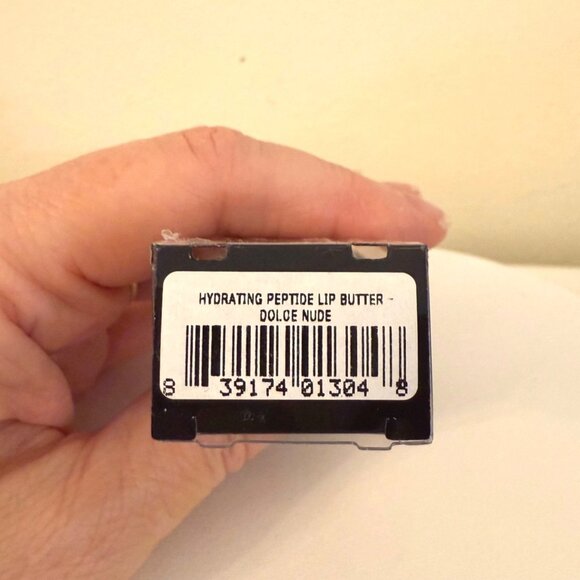 HYDRATING PEPTIDE LIP BUTTER -
DOLCE NUDE
8 39174 01304 8